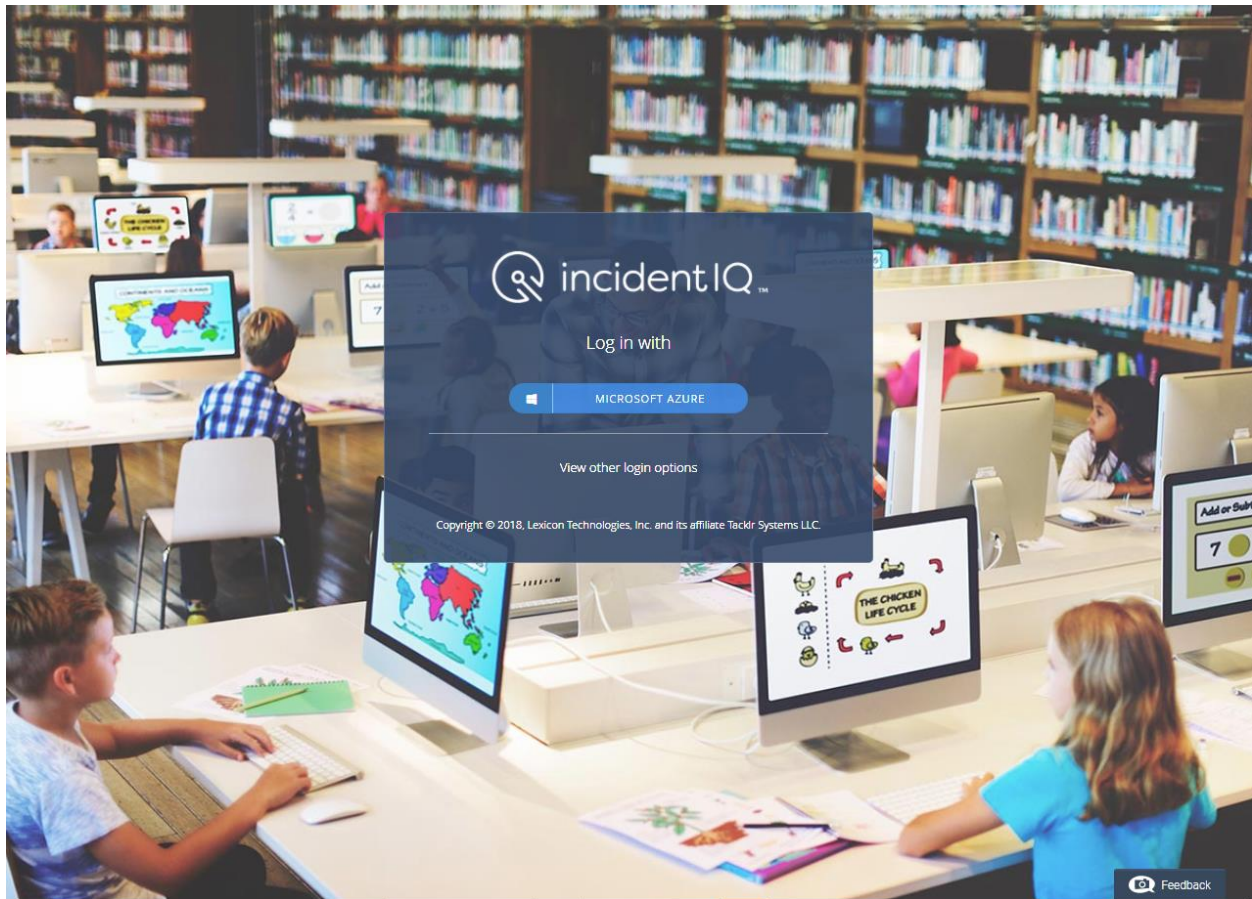 CONTINENTS AND OCEANS
THE CHICKEN
LIFE CYCLE
2
4
7
incidentIQ™
Log in with
MICROSOFT AZURE
View other login options
Copyright © 2018, Lexicon Technologies, Inc. and its affiliate Tacklr Systems LLC.
THE CHICKEN
LIFE CYCLE
Add or Subt
7
Feedback